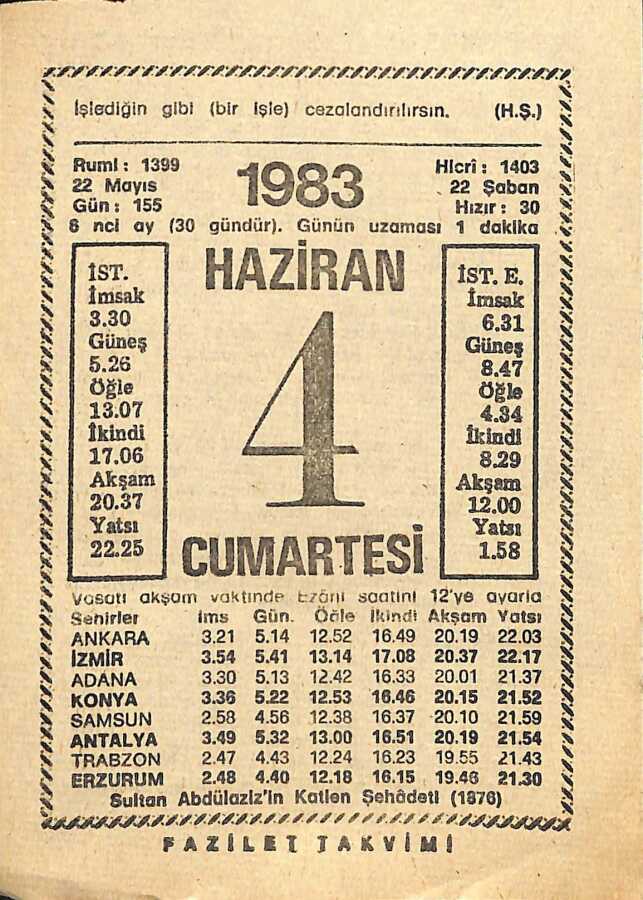 İşlediğin gibi (bir işle) cezalandırılırsın. (H.Ş.)
Rumî : 1399
22 Mayıs
Gün : 155
1983
Hicrî : 1403
22 Şaban
Hızır : 30
6 ncı ay (30 gündür). Günün uzaması 1 dakika
HAZİRAN
4
CUMARTESİ
İST.
İmsak
3.30
Güneş
5.26
Öğle
13.07
İkindi
17.06
Akşam
20.37
Yatsı
22.25
İST. E.
İmsak
6.31
Güneş
8.47
Öğle
4.34
İkindi
8.29
Akşam
12.00
Yatsı
1.58
Vasati akşam vaktinde Ezâni saatini 12'ye ayarla
Şehirler İms Gün. Öğle İkindi Akşam Yatsı
ANKARA 3.21 5.14 12.52 16.49 20.19 22.03
İZMİR 3.54 5.41 13.14 17.08 20.37 22.17
ADANA 3.30 5.13 12.42 16.33 20.01 21.37
KONYA 3.36 5.22 12.53 16.46 20.15 21.52
SAMSUN 2.58 4.56 12.38 16.37 20.10 21.59
ANTALYA 3.49 5.32 13.00 16.51 20.19 21.54
TRABZON 2.47 4.43 12.24 16.23 19.55 21.43
ERZURUM 2.48 4.40 12.18 16.15 19.46 21.30
Sultan Abdülaziz'in Katlen Şehâdeti (1876)
FAZİLET TAKVİMİ